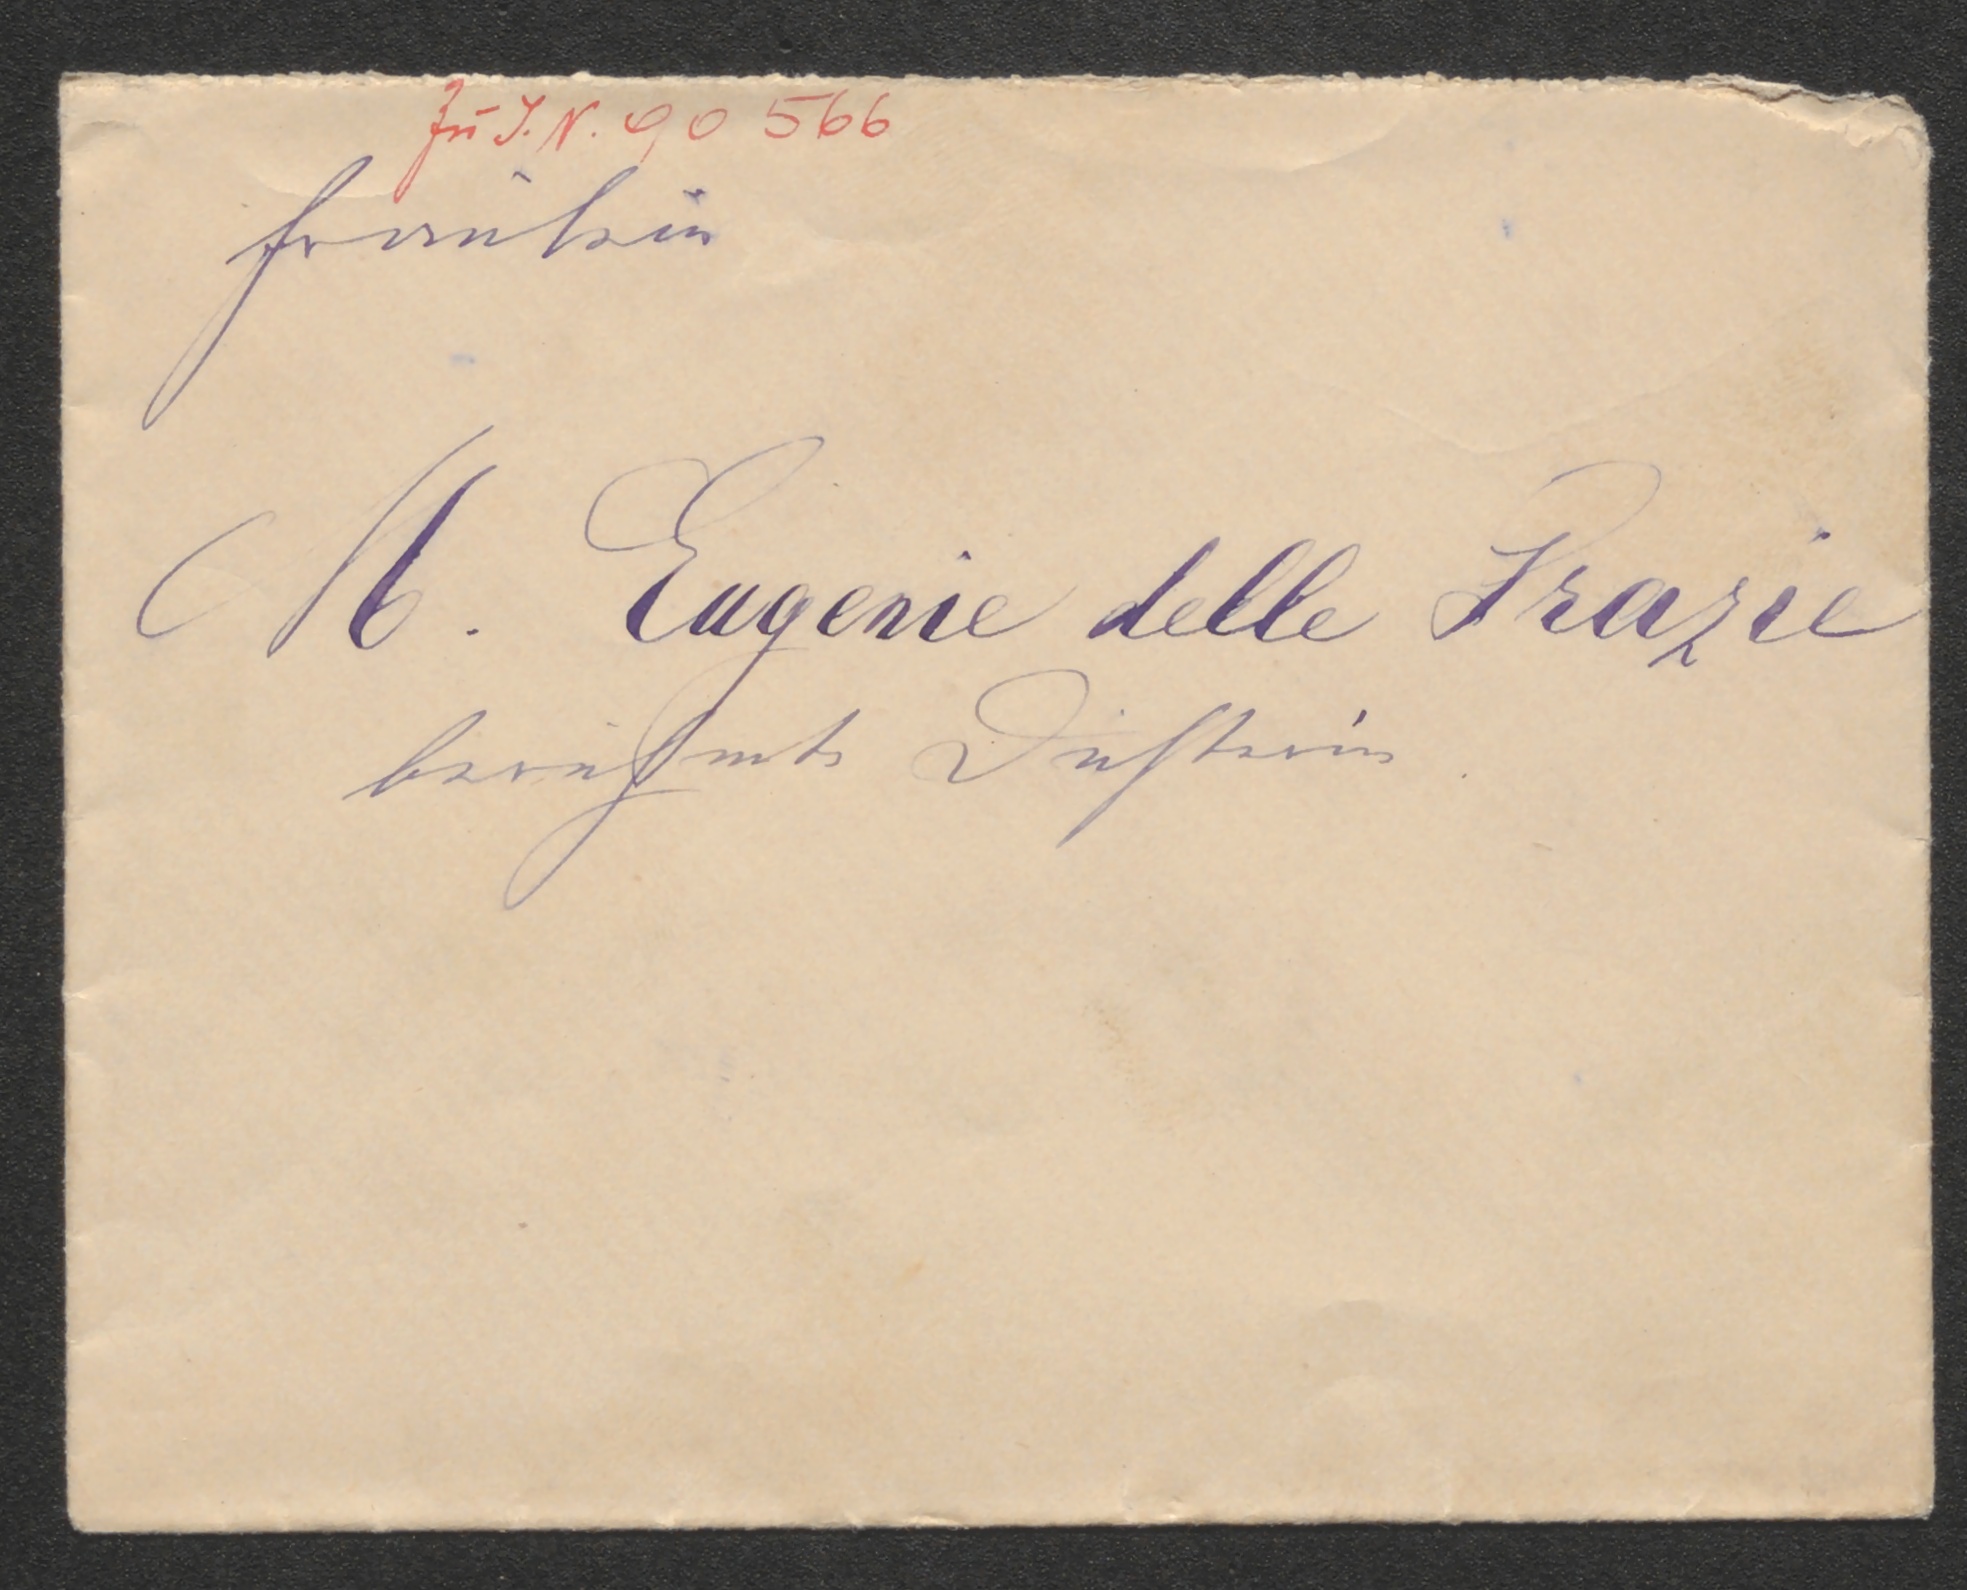 Zu I.N. 90 566
Fräulein
M. Eugenie delle Grazie
berühmte Dichterin.